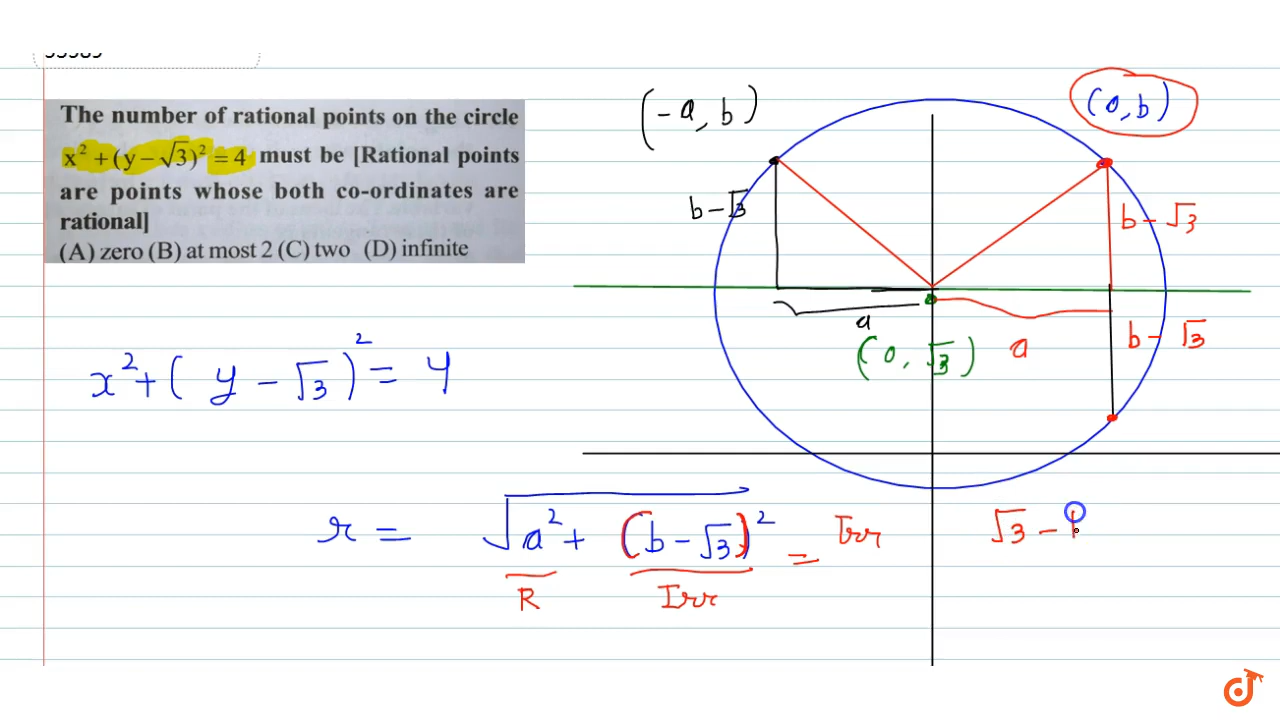 The number of rational points on the circle
x² + (y – √3)² = 4 must be [Rational points
are points whose both co-ordinates are
rational]
(A) zero (B) at most 2 (C) two (D) infinite
(-a, b)
(a, b)
b - √3
b - √3
a
a
b - √3
(0, √3)
x² + ( y - √3 )² = 4
r = √a² + (b - √3)² = Irr
R
Irr
√3 -